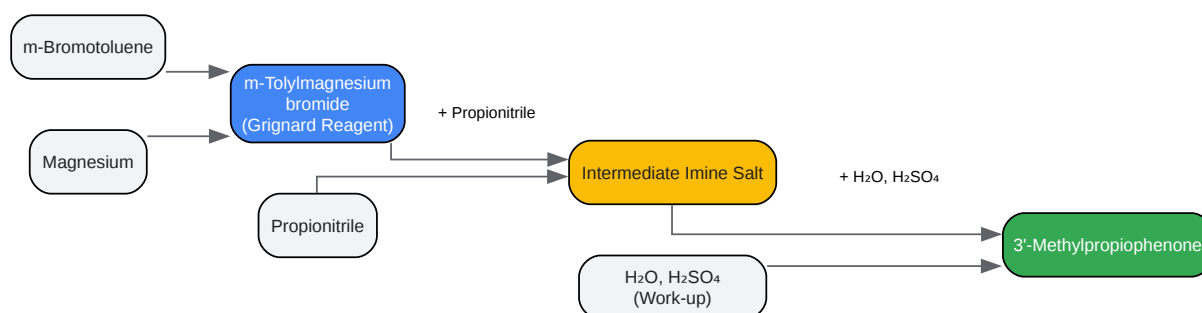 m-Bromotoluene
m-Tolylmagnesium
bromide
(Grignard Reagent)
+ Propionitrile
Magnesium
Intermediate Imine Salt
+ H₂O, H₂SO₄
Propionitrile
3'-Methylpropiophenone
H₂O, H₂SO₄
(Work-up)